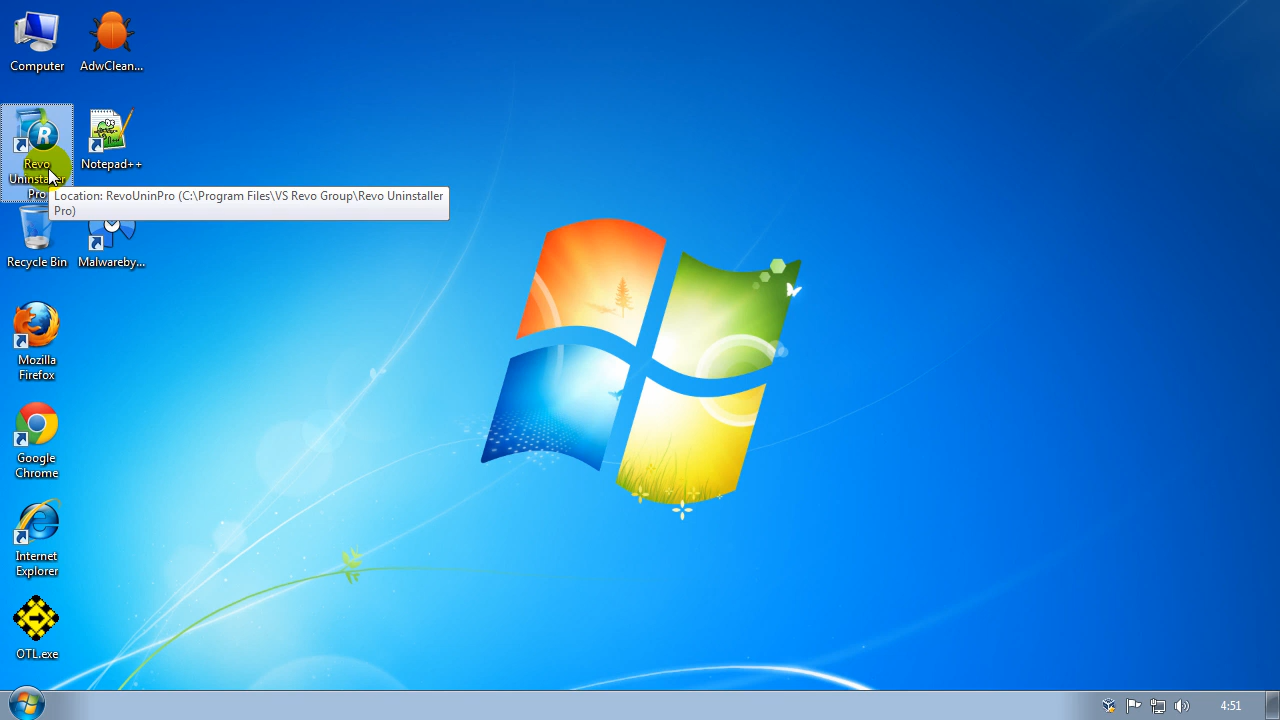 Computer
AdwClean...
Revo
Uninstaller
Pro
Notepad++
Location: RevoUninPro (C:\Program Files\VS Revo Group\Revo Uninstaller
Pro)
Recycle Bin
Malwareby...
Mozilla
Firefox
Google
Chrome
Internet
Explorer
OTL.exe
4:51